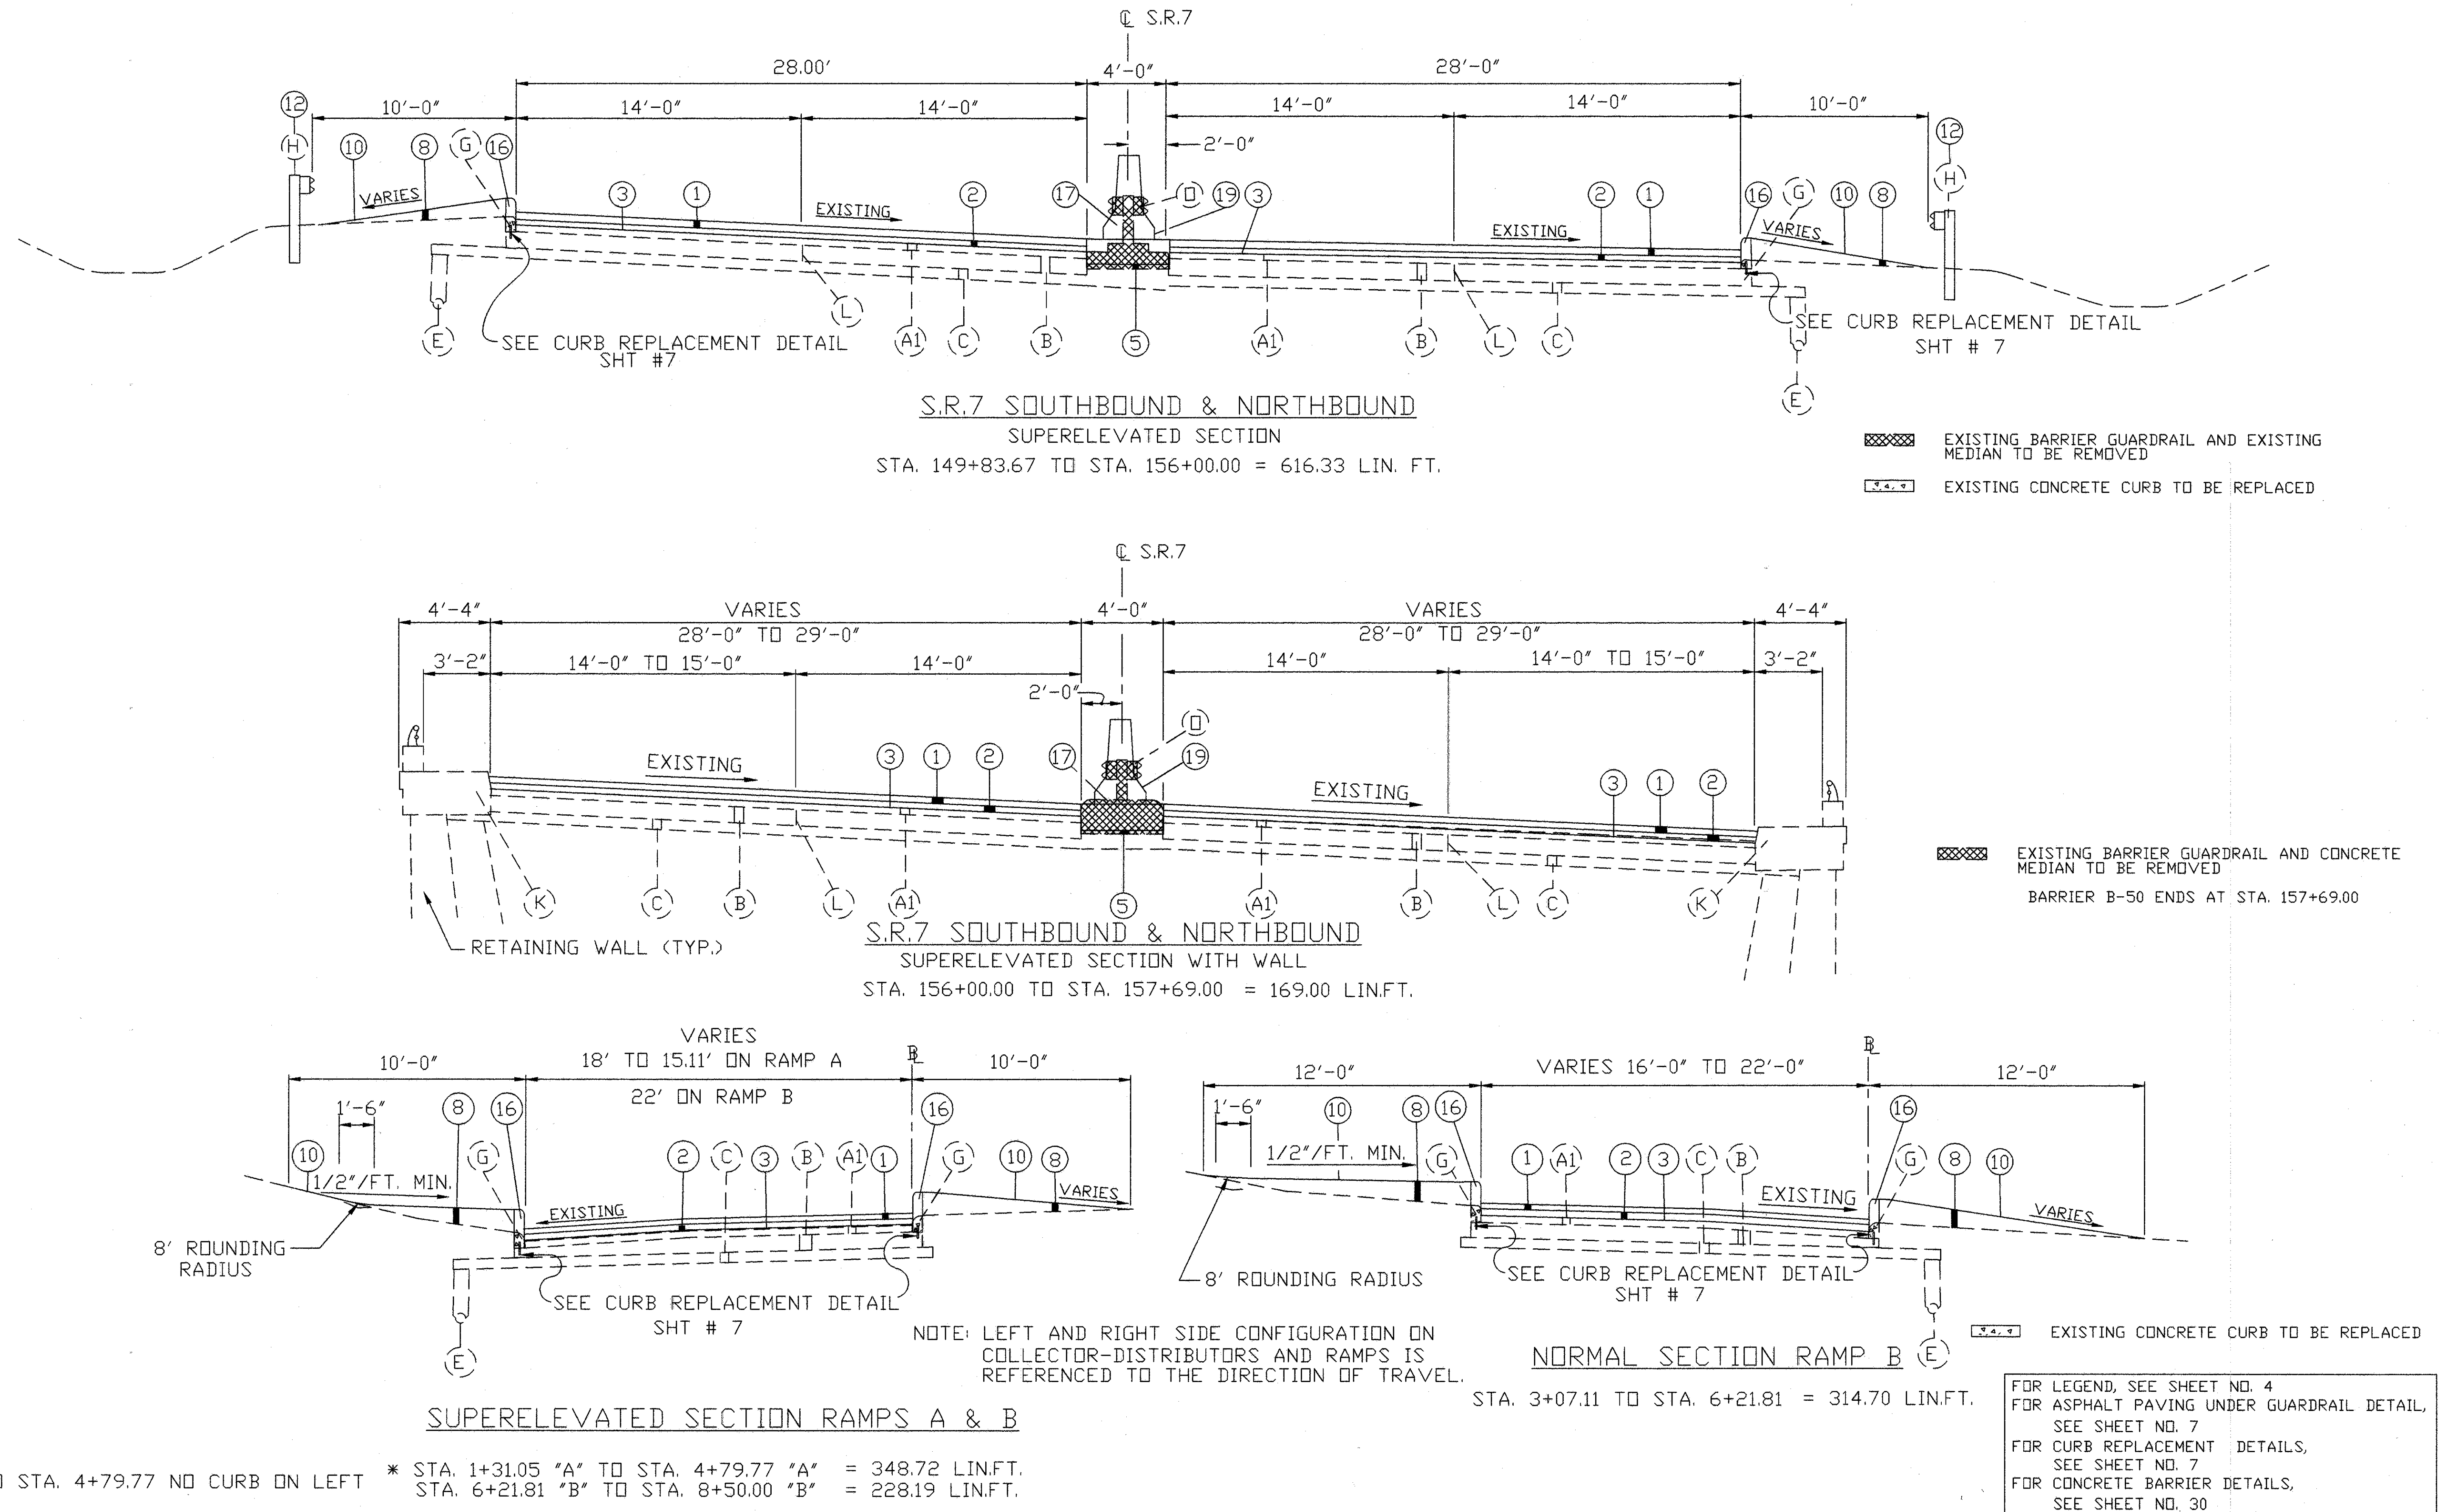 ℄ S.R.7
28.00' 4'-0" 28'-0"
10'-0" 14'-0" 14'-0" 14'-0" 14'-0" 10'-0"
2'-0"
12 H 10 8 G 16 3 1 2 17 O 19 3 2 1 16 G 10 8 12 H
VARIES EXISTING EXISTING VARIES
E L A1 C B 5 A1 B L C E
SEE CURB REPLACEMENT DETAIL
SHT #7
SEE CURB REPLACEMENT DETAIL
SHT # 7
S.R.7 SOUTHBOUND & NORTHBOUND
SUPERELEVATED SECTION
STA. 149+83.67 TO STA. 156+00.00 = 616.33 LIN. FT.
EXISTING BARRIER GUARDRAIL AND EXISTING
MEDIAN TO BE REMOVED
EXISTING CONCRETE CURB TO BE REPLACED
℄ S.R.7
4'-4" VARIES 4'-0" VARIES 4'-4"
28'-0" TO 29'-0" 28'-0" TO 29'-0"
3'-2" 14'-0" TO 15'-0" 14'-0" 14'-0" 14'-0" TO 15'-0" 3'-2"
2'-0"
EXISTING 3 1 2 17 O 19 EXISTING 3 1 2
K C B L A1 5 A1 B L C K
RETAINING WALL (TYP.)
S.R.7 SOUTHBOUND & NORTHBOUND
SUPERELEVATED SECTION WITH WALL
STA. 156+00.00 TO STA. 157+69.00 = 169.00 LIN.FT.
EXISTING BARRIER GUARDRAIL AND CONCRETE
MEDIAN TO BE REMOVED
BARRIER B-50 ENDS AT STA. 157+69.00
VARIES
10'-0" 18' TO 15.11' ON RAMP A B̲L 10'-0"
22' ON RAMP B
1'-6" 8 16 16
10 G 2 C 3 B A1 1 G 10 8
1/2"/FT. MIN. EXISTING VARIES
8' ROUNDING
RADIUS
SEE CURB REPLACEMENT DETAIL
SHT # 7
E
NOTE: LEFT AND RIGHT SIDE CONFIGURATION ON
COLLECTOR-DISTRIBUTORS AND RAMPS IS
REFERENCED TO THE DIRECTION OF TRAVEL.
SUPERELEVATED SECTION RAMPS A & B
* STA. 1+31.05 "A" TO STA. 4+79.77 "A" = 348.72 LIN.FT.
STA. 6+21.81 "B" TO STA. 8+50.00 "B" = 228.19 LIN.FT.
STA. 4+79.77 NO CURB ON LEFT
12'-0" VARIES 16'-0" TO 22'-0" B̲L 12'-0"
1'-6" 10 8 16 16
1/2"/FT. MIN. G 1 A1 2 3 C B G 8 10
EXISTING VARIES
8' ROUNDING RADIUS
SEE CURB REPLACEMENT DETAIL
SHT # 7
E
EXISTING CONCRETE CURB TO BE REPLACED
NORMAL SECTION RAMP B
STA. 3+07.11 TO STA. 6+21.81 = 314.70 LIN.FT.
FOR LEGEND, SEE SHEET NO. 4
FOR ASPHALT PAVING UNDER GUARDRAIL DETAIL,
SEE SHEET NO. 7
FOR CURB REPLACEMENT DETAILS,
SEE SHEET NO. 7
FOR CONCRETE BARRIER DETAILS,
SEE SHEET NO. 30